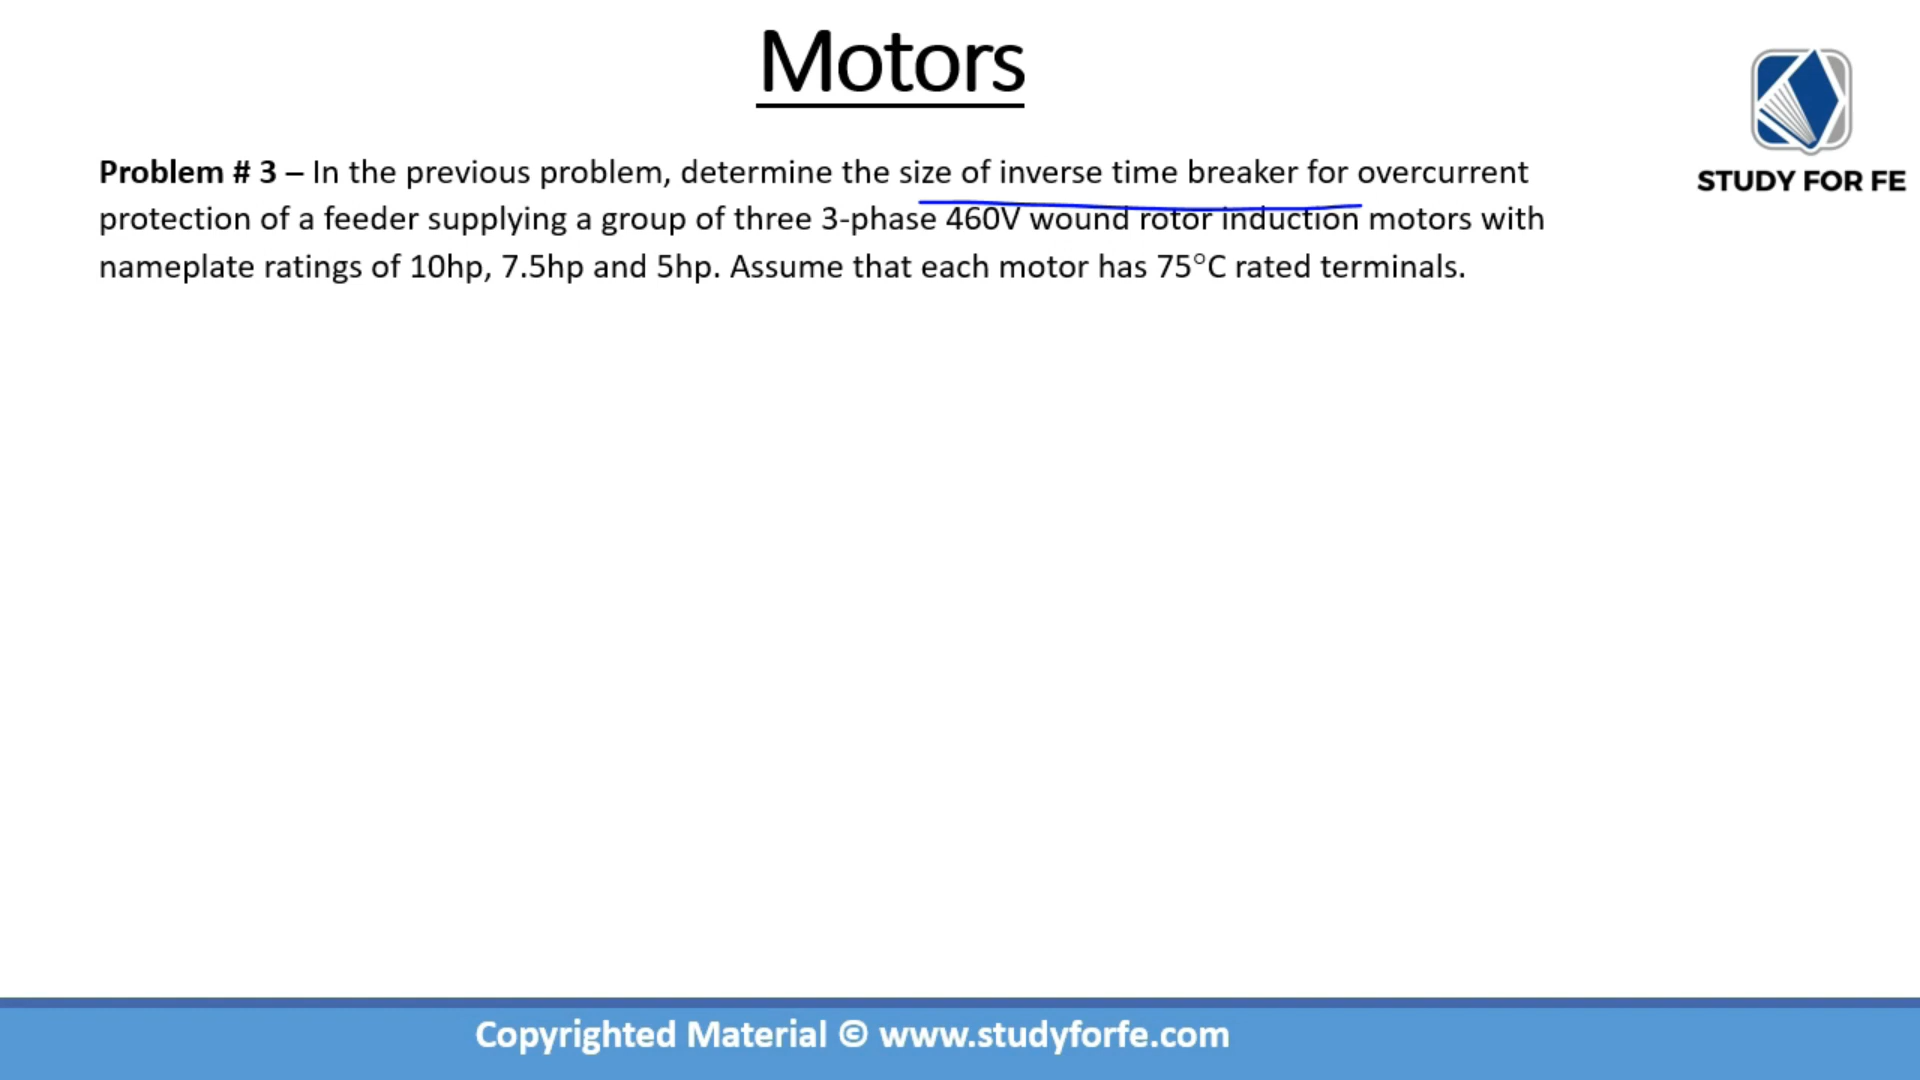 Motors
STUDY FOR FE
Problem # 3 – In the previous problem, determine the size of inverse time breaker for overcurrent
protection of a feeder supplying a group of three 3-phase 460V wound rotor induction motors with
nameplate ratings of 10hp, 7.5hp and 5hp. Assume that each motor has 75°C rated terminals.
Copyrighted Material © www.studyforfe.com